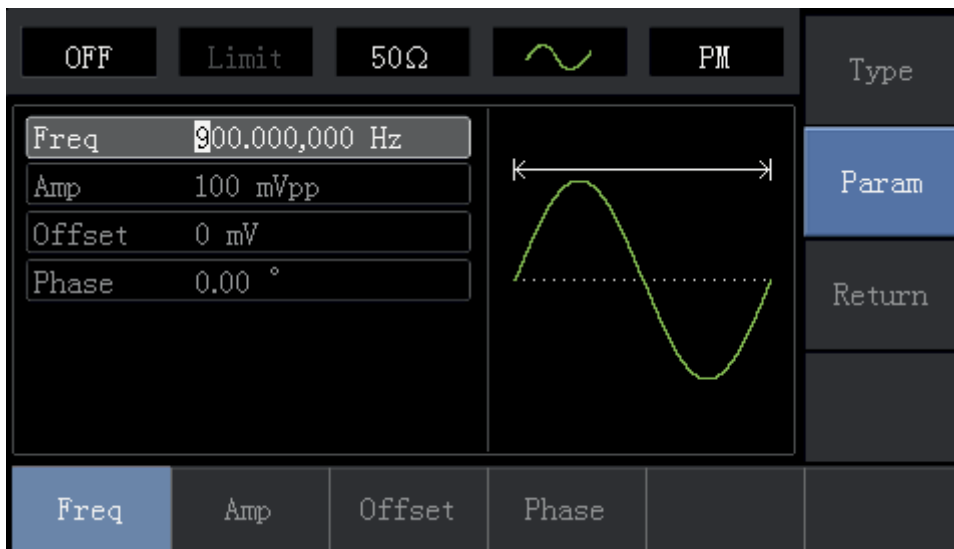 OFF Limit 50Ω PM
Type
Freq 900.000,000 Hz
Amp 100 mVpp
Param
Offset 0 mV
Phase 0.00 °
Return
Freq Amp Offset Phase